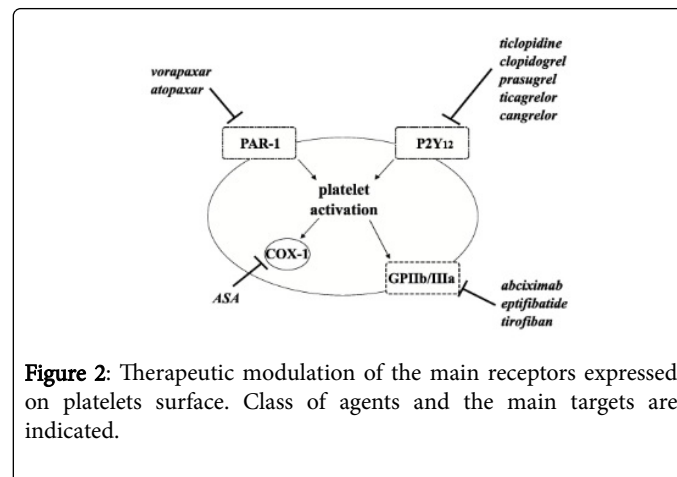 ticlopidine
clopidogrel
prasugrel
ticagrelor
cangrelor
vorapaxar
atopaxar
PAR-1
P2Y12
platelet
activation
COX-1
GPIIb/IIIa
ASA
abciximab
eptifibatide
tirofiban
Figure 2: Therapeutic modulation of the main receptors expressed
on platelets surface. Class of agents and the main targets are
indicated.